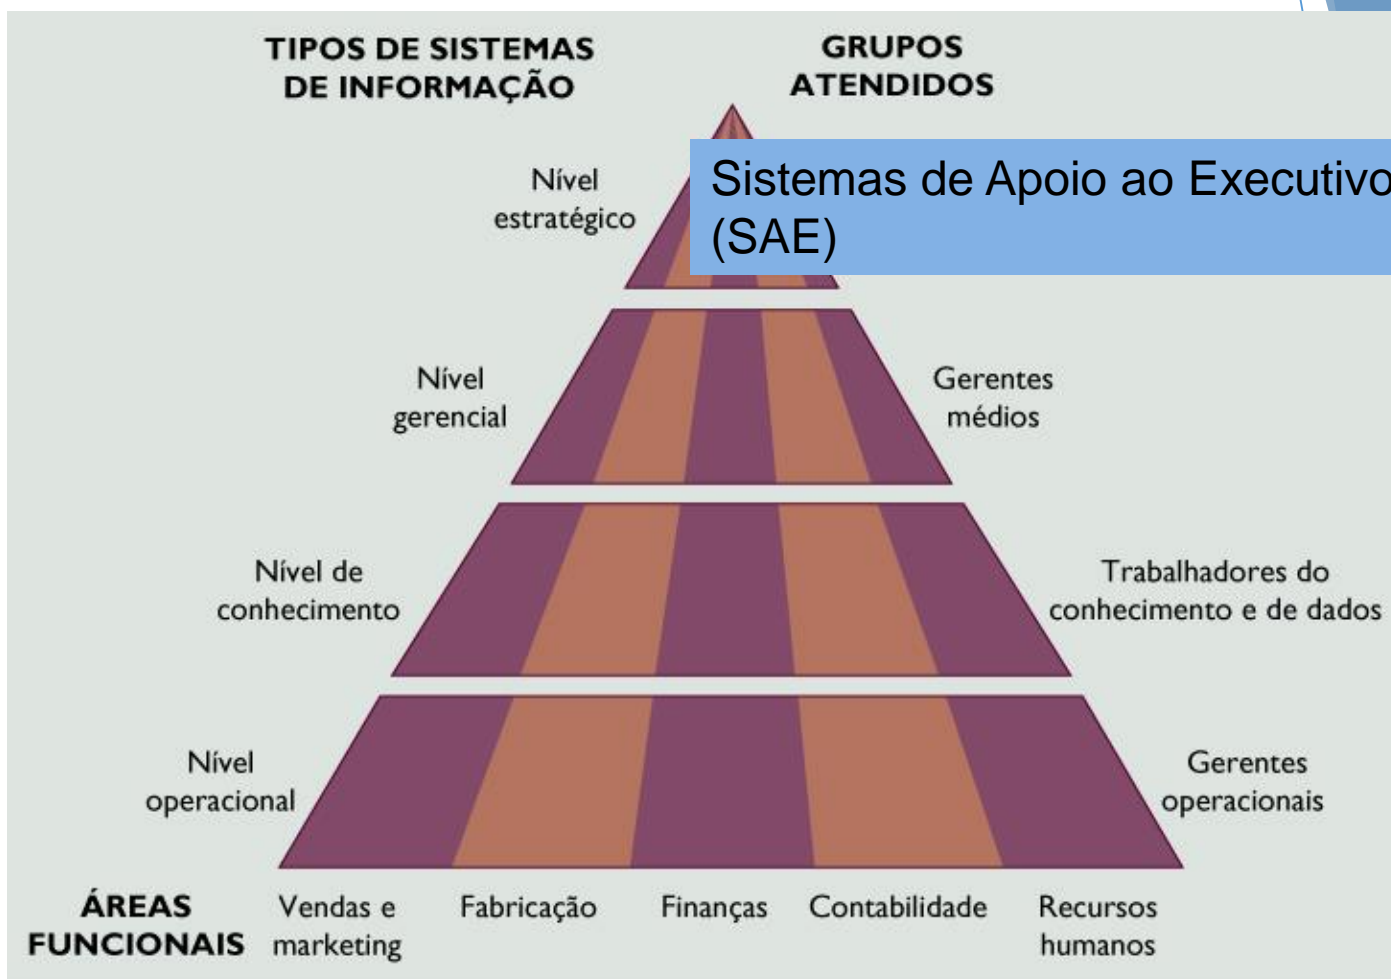 TIPOS DE SISTEMAS
DE INFORMAÇÃO
GRUPOS
ATENDIDOS
Nível
estratégico
Sistemas de Apoio ao Executivo
(SAE)
Nível
gerencial
Gerentes
médios
Nível de
conhecimento
Trabalhadores do
conhecimento e de dados
Nível
operacional
Gerentes
operacionais
ÁREAS
FUNCIONAIS
Vendas e
marketing
Fabricação
Finanças
Contabilidade
Recursos
humanos